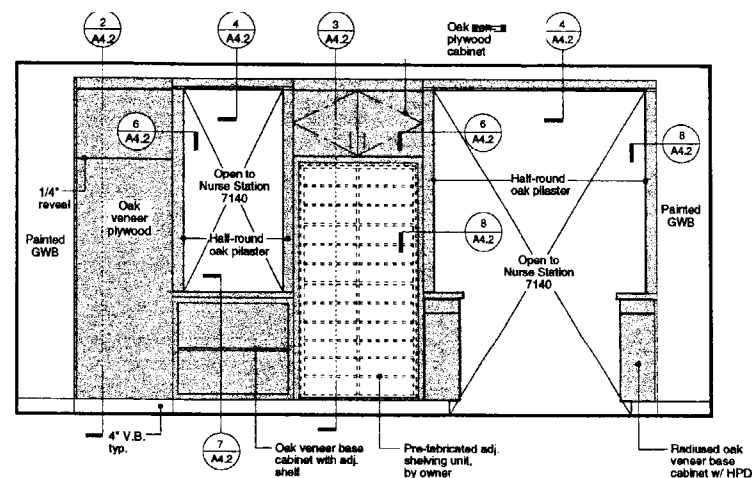 2
A4.2
4
A4.2
3
A4.2
Oak
plywood
cabinet
4
A4.2
6
A4.2
6
A4.2
8
A4.2
1/4"
reveal
Oak
veneer
plywood
Painted
GWB
Open to
Nurse Station
7140
Half-round
oak pilaster
8
A4.2
Half-round
oak pilaster
Open to
Nurse Station
7140
Painted
GWB
4" V.B.
typ.
7
A4.2
Oak veneer base
cabinet with adj.
shelf
Pre-fabricated adj.
shelving unit,
by owner
Radiused oak
veneer base
cabinet w/ HPD